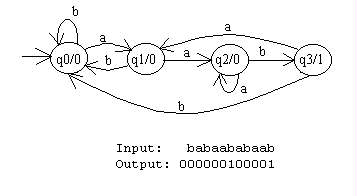 b
a
a
q0/0
b
q1/0
a
q2/0
b
q3/1
a
b
Input: babaababaab
Output: 000000100001